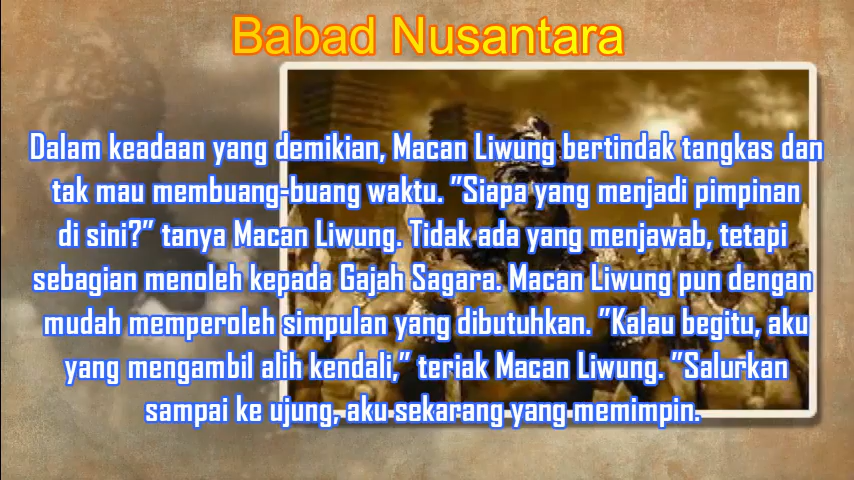 Babad Nusantara
Dalam keadaan yang demikian, Macan Liwung bertindak tangkas dan
tak mau membuang-buang waktu. ”Siapa yang menjadi pimpinan
di sini?” tanya Macan Liwung. Tidak ada yang menjawab, tetapi
sebagian menoleh kepada Gajah Sagara. Macan Liwung pun dengan
mudah memperoleh simpulan yang dibutuhkan. ”Kalau begitu, aku
yang mengambil alih kendali,” teriak Macan Liwung. ”Salurkan
sampai ke ujung, aku sekarang yang memimpin.